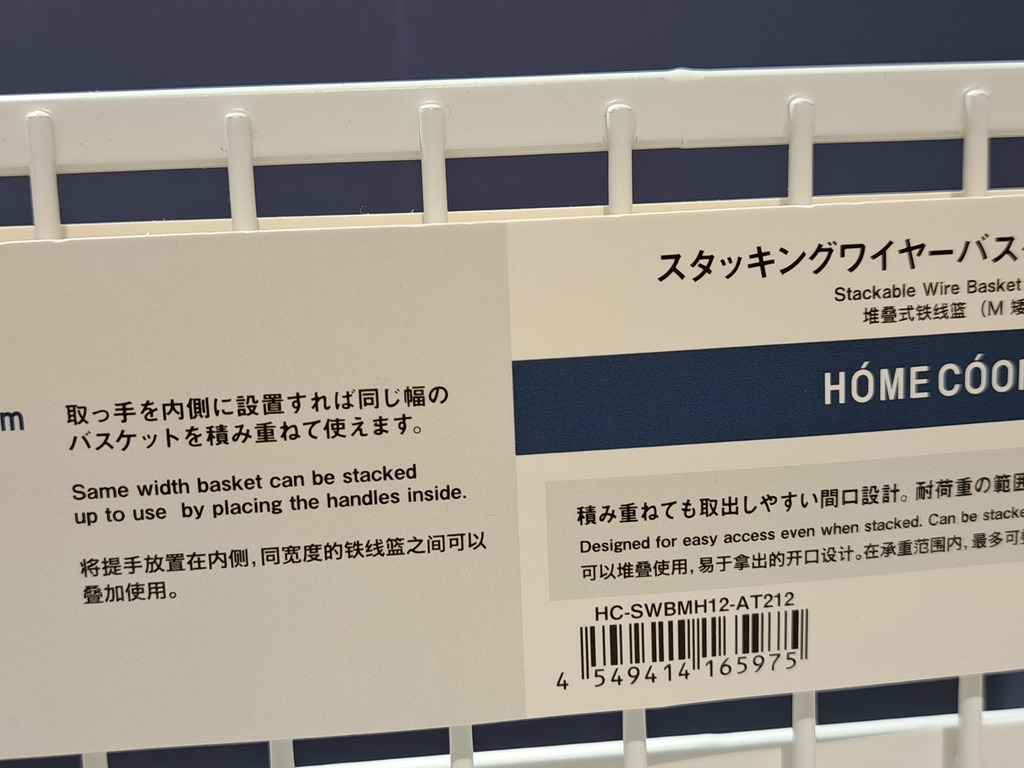 m
取っ手を内側に設置すれば同じ幅の
バスケットを積み重ねて使えます。
Same width basket can be stacked
up to use by placing the handles inside.
将提手放置在内侧,同宽度的铁线篮之间可以
叠加使用。
スタッキングワイヤーバス
Stackable Wire Basket
堆叠式铁线篮 (M 矮
HÓME CÓO
積み重ねても取出しやすい間口設計。耐荷重の範囲
Designed for easy access even when stacked. Can be stacke
可以堆叠使用,易于拿出的开口设计。在承重范围内,最多可
HC-SWBMH12-AT212
4 549414 165975